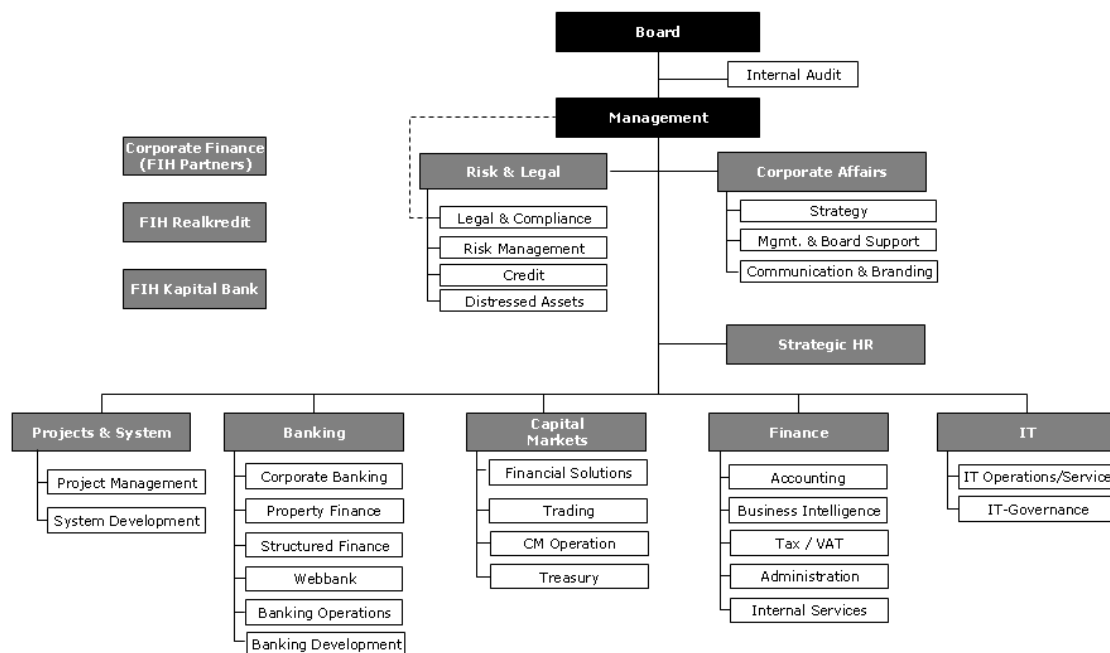 Board
Internal Audit
Management
Corporate Finance
(FIH Partners)
FIH Realkredit
FIH Kapital Bank
Risk & Legal
Legal & Compliance
Risk Management
Credit
Distressed Assets
Corporate Affairs
Strategy
Mgmt. & Board Support
Communication & Branding
Strategic HR
Projects & System
Project Management
System Development
Banking
Corporate Banking
Property Finance
Structured Finance
Webbank
Banking Operations
Banking Development
Capital
Markets
Financial Solutions
Trading
CM Operation
Treasury
Finance
Accounting
Business Intelligence
Tax / VAT
Administration
Internal Services
IT
IT Operations/Service
IT-Governance